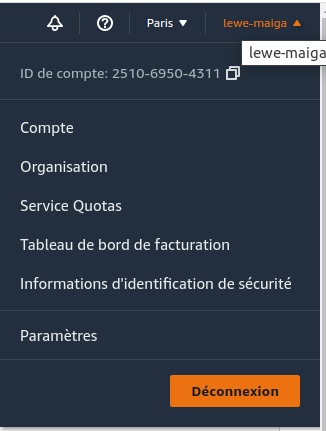 Paris lewe-maiga
lewe-maiga
ID de compte: 2510-6950-4311
Compte
Organisation
Service Quotas
Tableau de bord de facturation
Informations d'identification de sécurité
Paramètres
Déconnexion